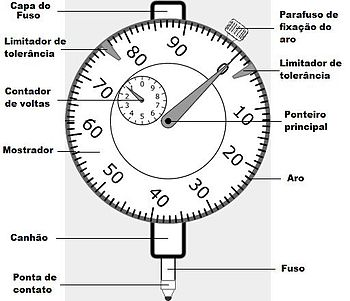 Capa do
Fuso
Parafuso de
fixação do
aro
Limitador de
tolerância
Limitador de
tolerância
Contador
de voltas
Ponteiro
principal
Mostrador
Aro
Canhão
Fuso
Ponta de
contato
90
80
70
60
50
40
30
20
10
0
1
2
3
4
5
6
7
8
9